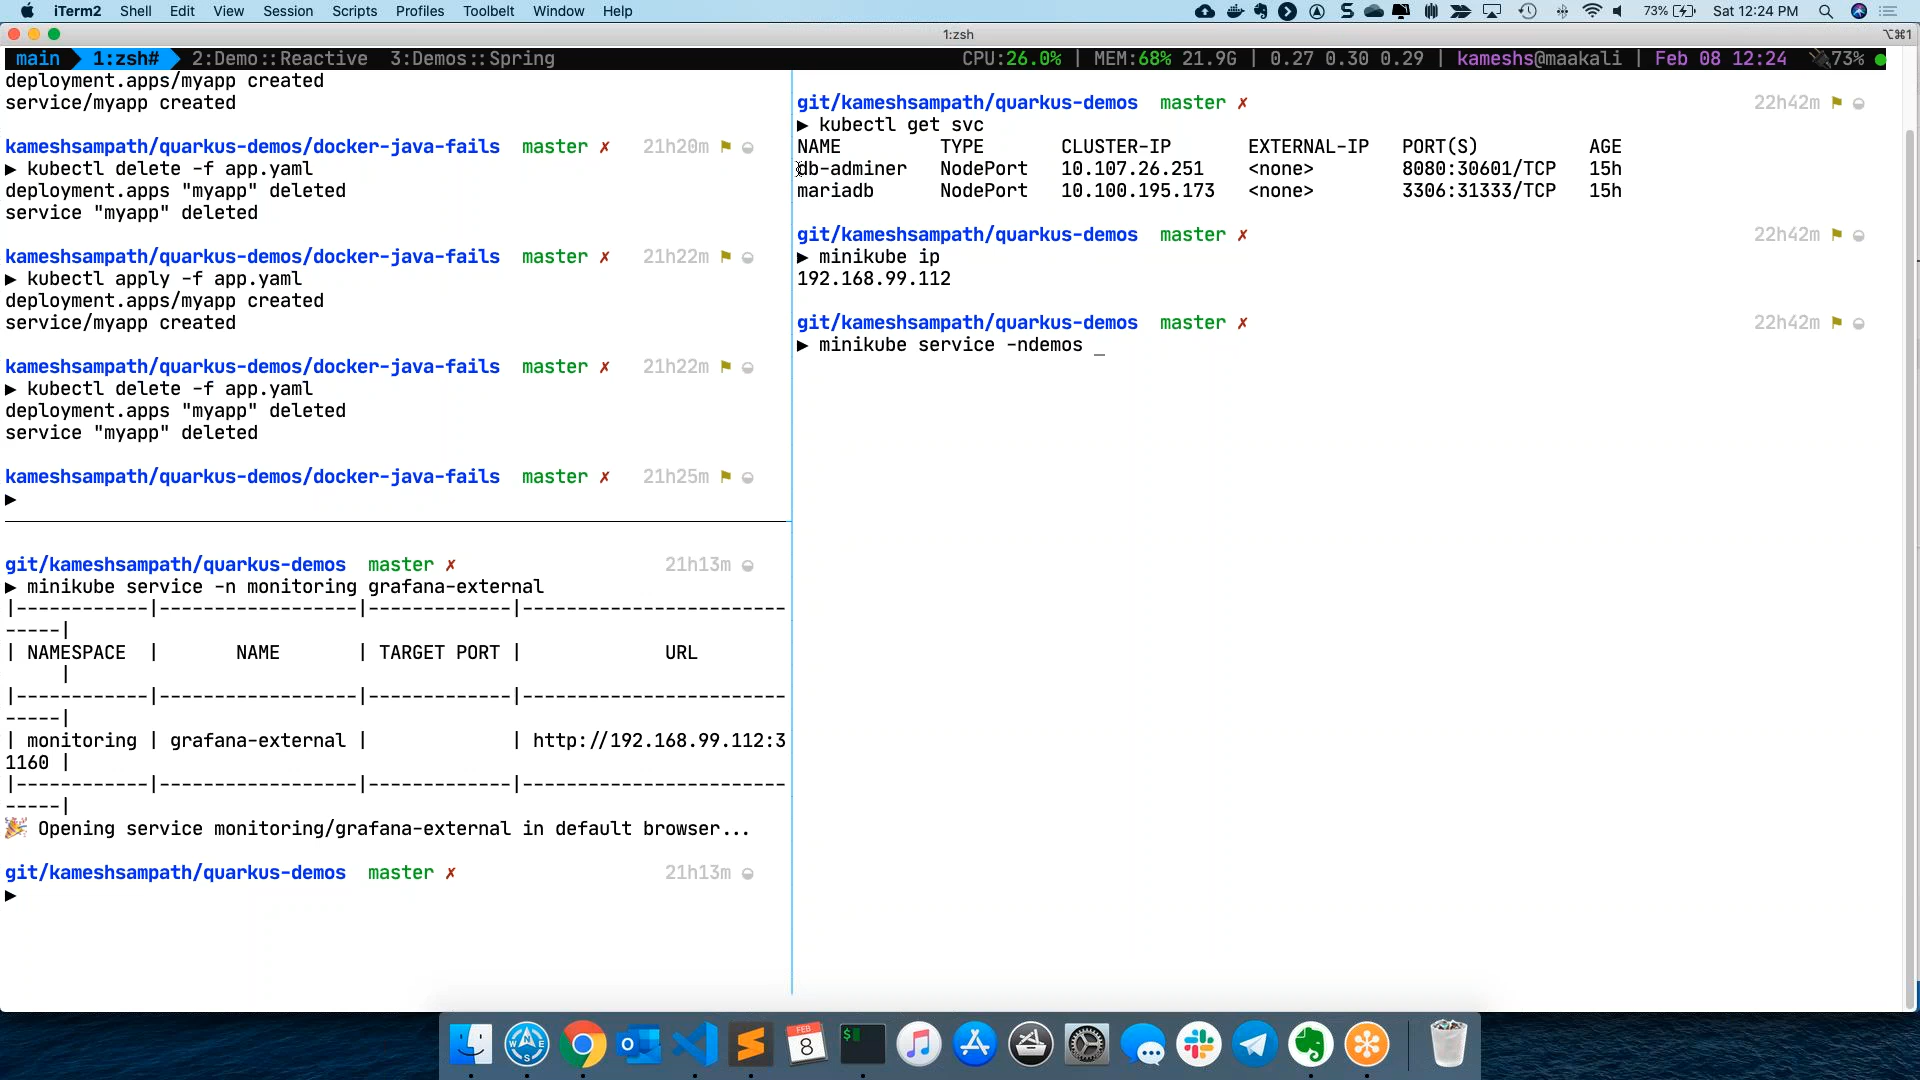 iTerm2 Shell Edit View Session Scripts Profiles Toolbelt Window Help 73% Sat 12:24 PM
1:zsh ⌥⌘1
main 1:zsh# 2:Demo::Reactive 3:Demos::Spring CPU:26.0% | MEM:68% 21.9G | 0.27 0.30 0.29 | kameshs@maakali | Feb 08 12:24 73%
deployment.apps/myapp created
service/myapp created
kameshsampath/quarkus-demos/docker-java-fails master ✗ 21h20m
▶ kubectl delete -f app.yaml
deployment.apps "myapp" deleted
service "myapp" deleted
kameshsampath/quarkus-demos/docker-java-fails master ✗ 21h22m
▶ kubectl apply -f app.yaml
deployment.apps/myapp created
service/myapp created
kameshsampath/quarkus-demos/docker-java-fails master ✗ 21h22m
▶ kubectl delete -f app.yaml
deployment.apps "myapp" deleted
service "myapp" deleted
kameshsampath/quarkus-demos/docker-java-fails master ✗ 21h25m
▶
git/kameshsampath/quarkus-demos master ✗ 21h13m
▶ minikube service -n monitoring grafana-external
|------------|-----------------|-------------|------------------------
-----|
| NAMESPACE | NAME | TARGET PORT | URL
|
|------------|-----------------|-------------|------------------------
-----|
| monitoring | grafana-external | | http://192.168.99.112:3
1160 |
|------------|-----------------|-------------|------------------------
-----|
🎉 Opening service monitoring/grafana-external in default browser...
git/kameshsampath/quarkus-demos master ✗ 21h13m
▶
git/kameshsampath/quarkus-demos master ✗ 22h42m
▶ kubectl get svc
NAME TYPE CLUSTER-IP EXTERNAL-IP PORT(S) AGE
db-adminer NodePort 10.107.26.251 <none> 8080:30601/TCP 15h
mariadb NodePort 10.100.195.173 <none> 3306:31333/TCP 15h
git/kameshsampath/quarkus-demos master ✗ 22h42m
▶ minikube ip
192.168.99.112
git/kameshsampath/quarkus-demos master ✗ 22h42m
▶ minikube service -ndemos _
FEB
8